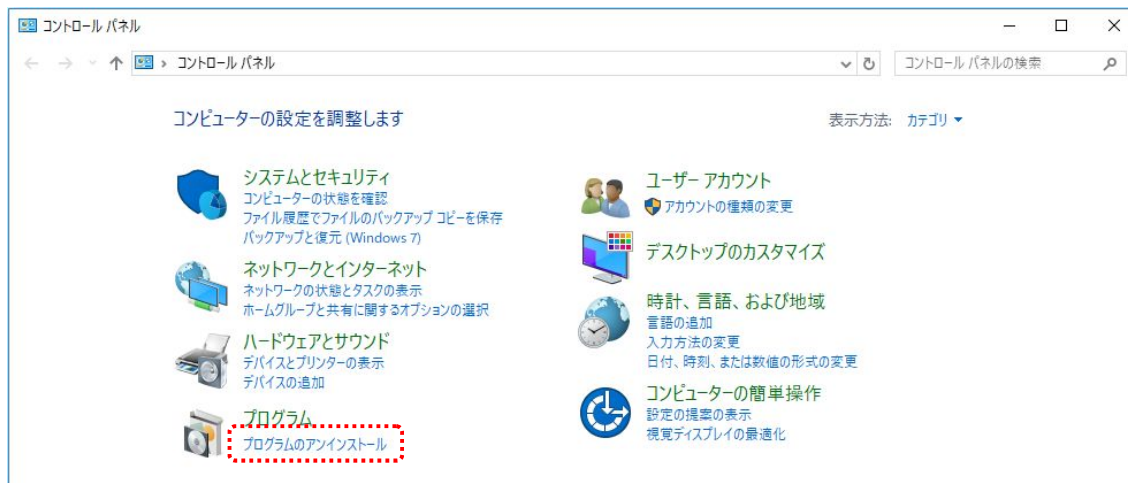 コントロール パネル
コントロール パネル
コントロール パネルの検索
コンピューターの設定を調整します
表示方法: カテゴリ
システムとセキュリティ
コンピューターの状態を確認
ファイル履歴でファイルのバックアップ コピーを保存
バックアップと復元 (Windows 7)
ネットワークとインターネット
ネットワークの状態とタスクの表示
ホームグループと共有に関するオプションの選択
ハードウェアとサウンド
デバイスとプリンターの表示
デバイスの追加
プログラム
プログラムのアンインストール
ユーザー アカウント
アカウントの種類の変更
デスクトップのカスタマイズ
時計、言語、および地域
言語の追加
入力方法の変更
日付、時刻、または数値の形式の変更
コンピューターの簡単操作
設定の提案の表示
視覚ディスプレイの最適化